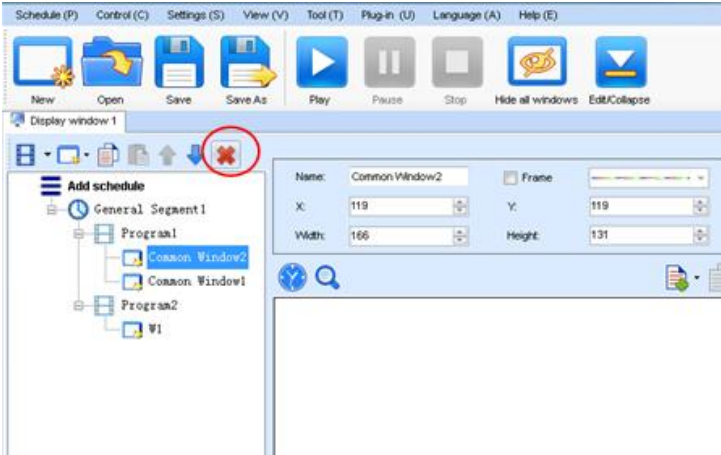 Schedule (P) Control (C) Settings (S) View (V) Tool (T) Plug-in (U) Language (A) Help (E)
New Open Save Save As Play Pause Stop Hide all windows Edit/Collapse
Display window 1
Add schedule
General Segment1
Program1
Common Window2
Common Window1
Program2
W1
Name: Common Window2 Frame
X: 119 Y: 119
Width: 166 Height: 131